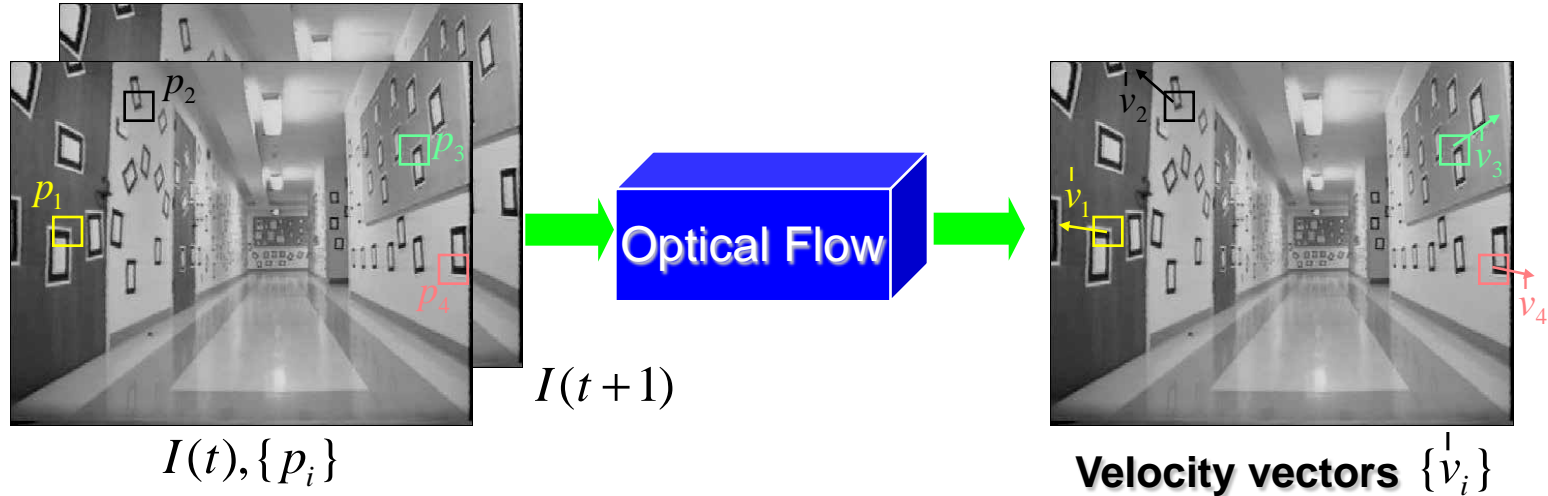 p₂
p₃
p₁
p₄
I(t+1)
I(t),{pᵢ}
Optical Flow
v₂
v₃
v₁
v₄
Velocity vectors {vᵢ}